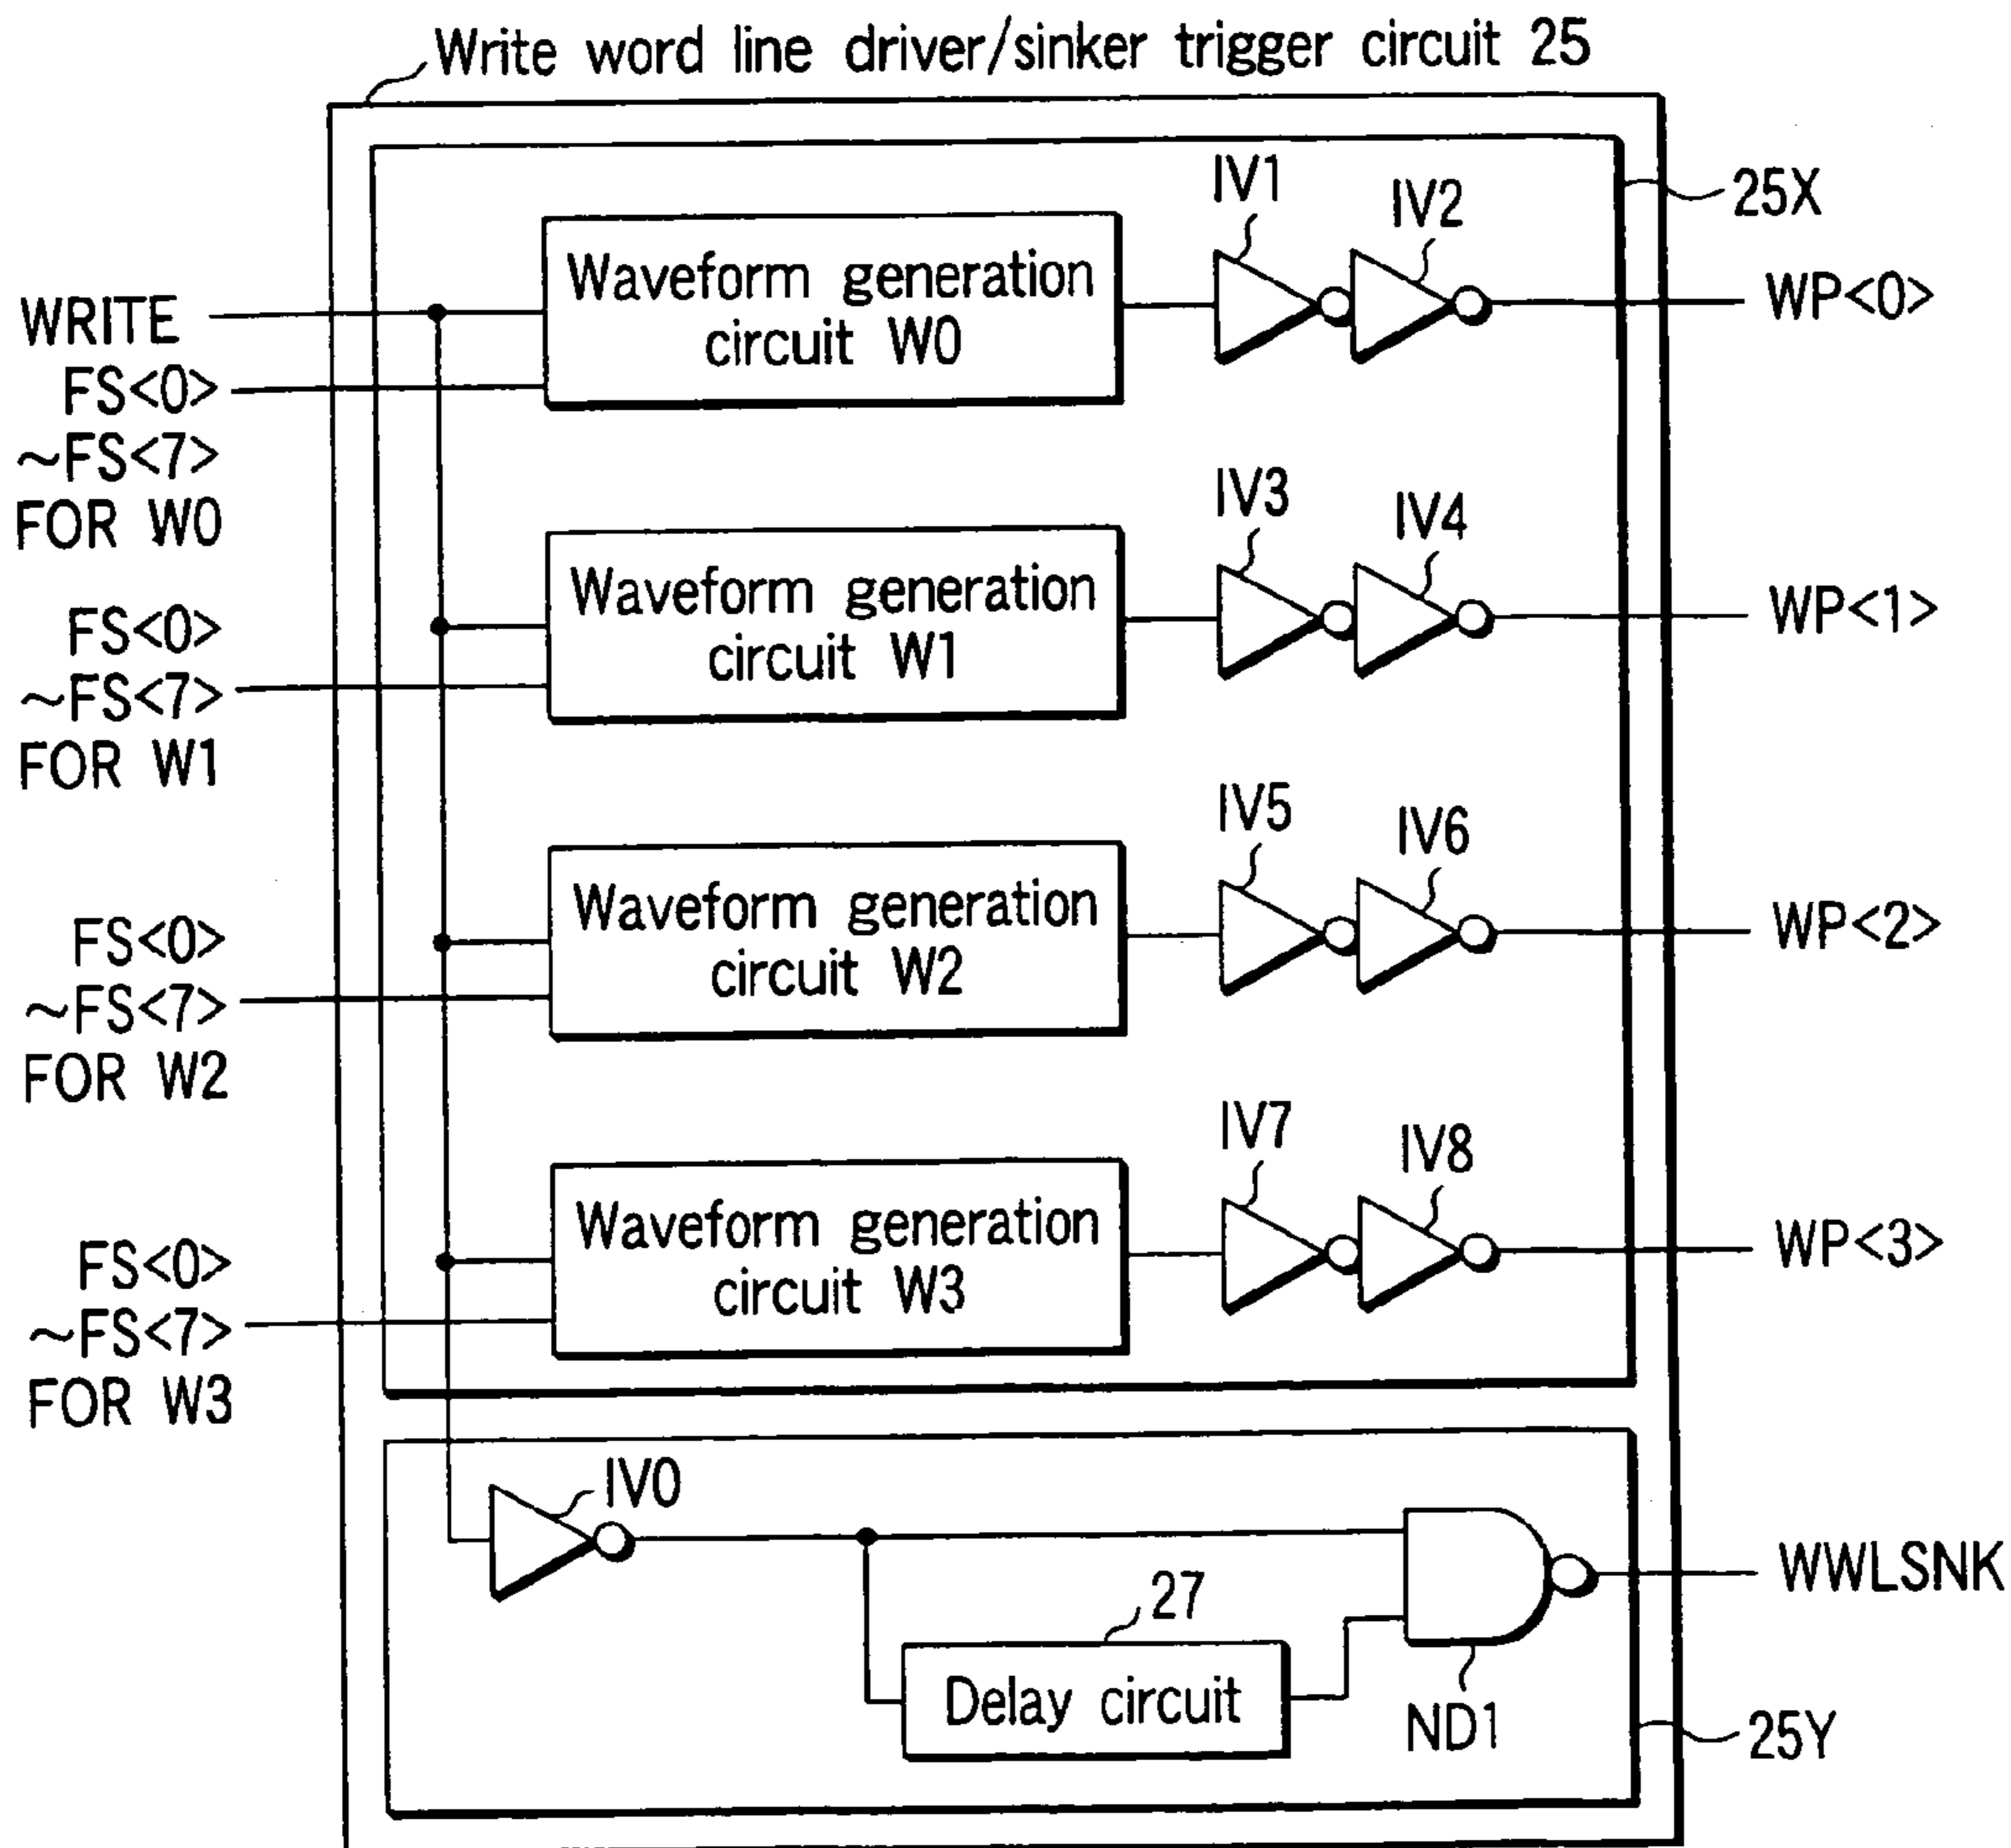 Write word line driver/sinker trigger circuit 25
25X
IV1
IV2
Waveform generation
circuit W0
WRITE
FS<0>
~FS<7>
FOR W0
WP<0>
IV3
IV4
Waveform generation
circuit W1
FS<0>
~FS<7>
FOR W1
WP<1>
IV5
IV6
Waveform generation
circuit W2
FS<0>
~FS<7>
FOR W2
WP<2>
IV7
IV8
Waveform generation
circuit W3
FS<0>
~FS<7>
FOR W3
WP<3>
IV0
27
Delay circuit
ND1
WWLSNK
25Y